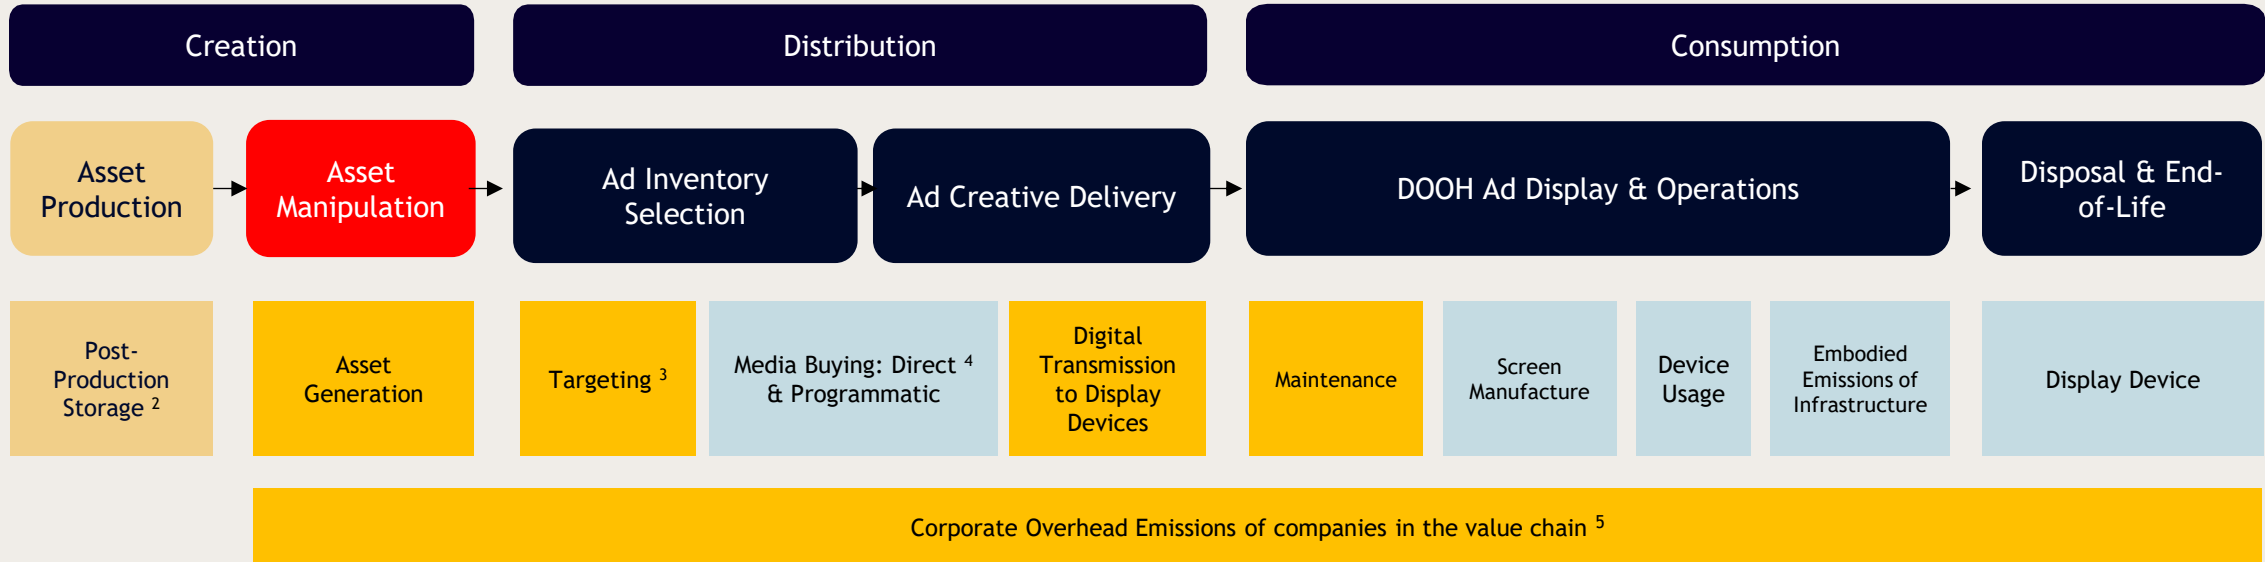 Creation
Distribution
Consumption
Asset
Production
Asset
Manipulation
Ad Inventory
Selection
Ad Creative Delivery
DOOH Ad Display & Operations
Disposal & End-
of-Life
Post-
Production
Storage ²
Asset
Generation
Targeting ³
Media Buying: Direct ⁴
& Programmatic
Digital
Transmission
to Display
Devices
Maintenance
Screen
Manufacture
Device
Usage
Embodied
Emissions of
Infrastructure
Display Device
Corporate Overhead Emissions of companies in the value chain ⁵